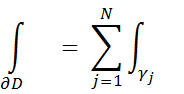 ∫_{∂D} = ∑_{j=1}^{N} ∫_{γ_j}